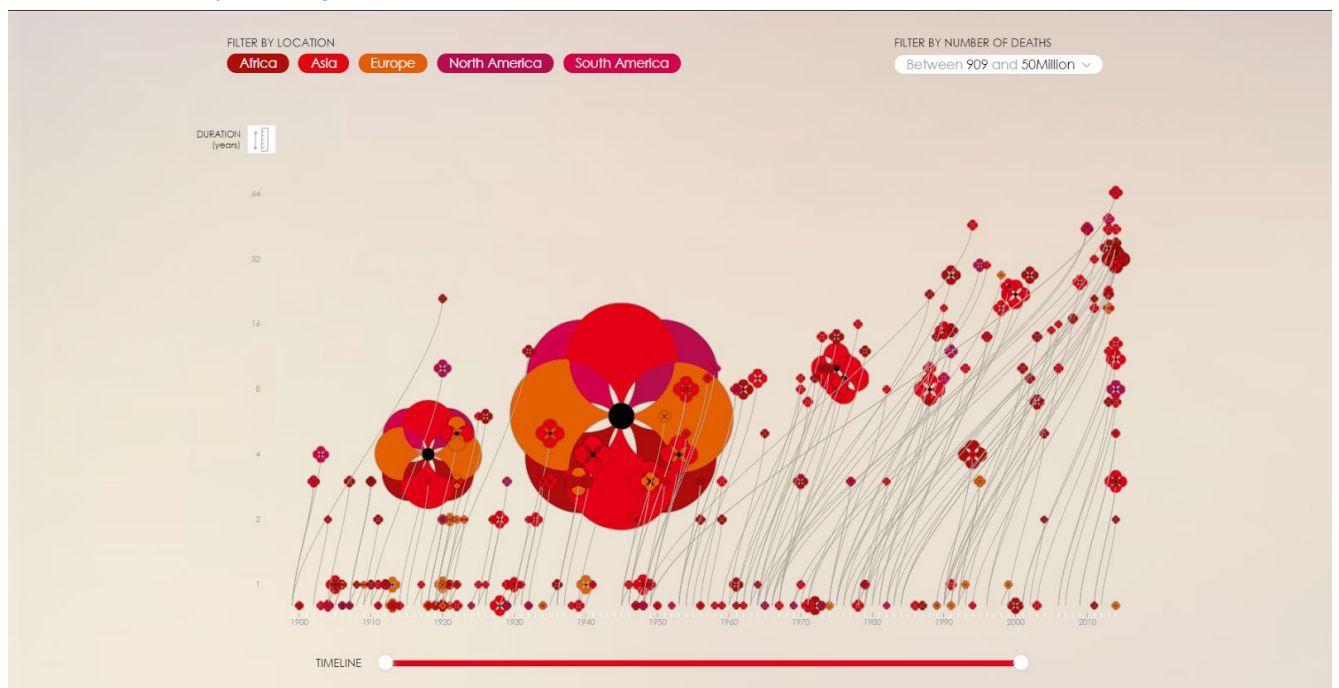 FILTER BY LOCATION
Africa Asia Europe North America South America
FILTER BY NUMBER OF DEATHS
Between 909 and 50Million
DURATION
(years)
64
32
16
8
4
2
1
1900 1910 1920 1930 1940 1950 1960 1970 1980 1990 2000 2010
TIMELINE